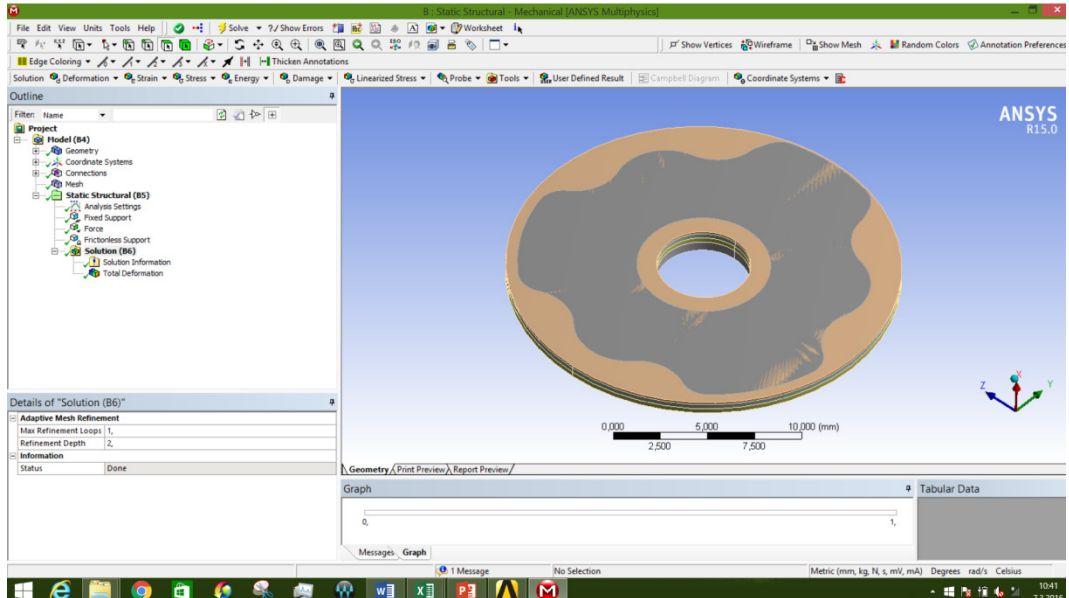 B : Static Structural - Mechanical [ANSYS Multiphysics]
File Edit View Units Tools Help Solve ?/ Show Errors Worksheet
Show Vertices Wireframe Show Mesh Random Colors Annotation Preferences
Edge Coloring Thicken Annotations
Solution Deformation Strain Stress Energy Damage Linearized Stress Probe Tools User Defined Result Campbell Diagram Coordinate Systems
Outline
Filter: Name
Project
Model (B4)
Geometry
Coordinate Systems
Connections
Mesh
Static Structural (B5)
Analysis Settings
Fixed Support
Force
Frictionless Support
Solution (B6)
Solution Information
Total Deformation
ANSYS
R15.0
Z X Y
0,000 5,000 10,000 (mm)
2,500 7,500
Details of "Solution (B6)"
Adaptive Mesh Refinement
Max Refinement Loops 1,
Refinement Depth 2,
Information
Status Done
Geometry Print Preview Report Preview
Graph
0, 1,
Messages Graph
Tabular Data
1 Message No Selection Metric (mm, kg, N, s, mV, mA) Degrees rad/s Celsius
10:41
7.3.2016